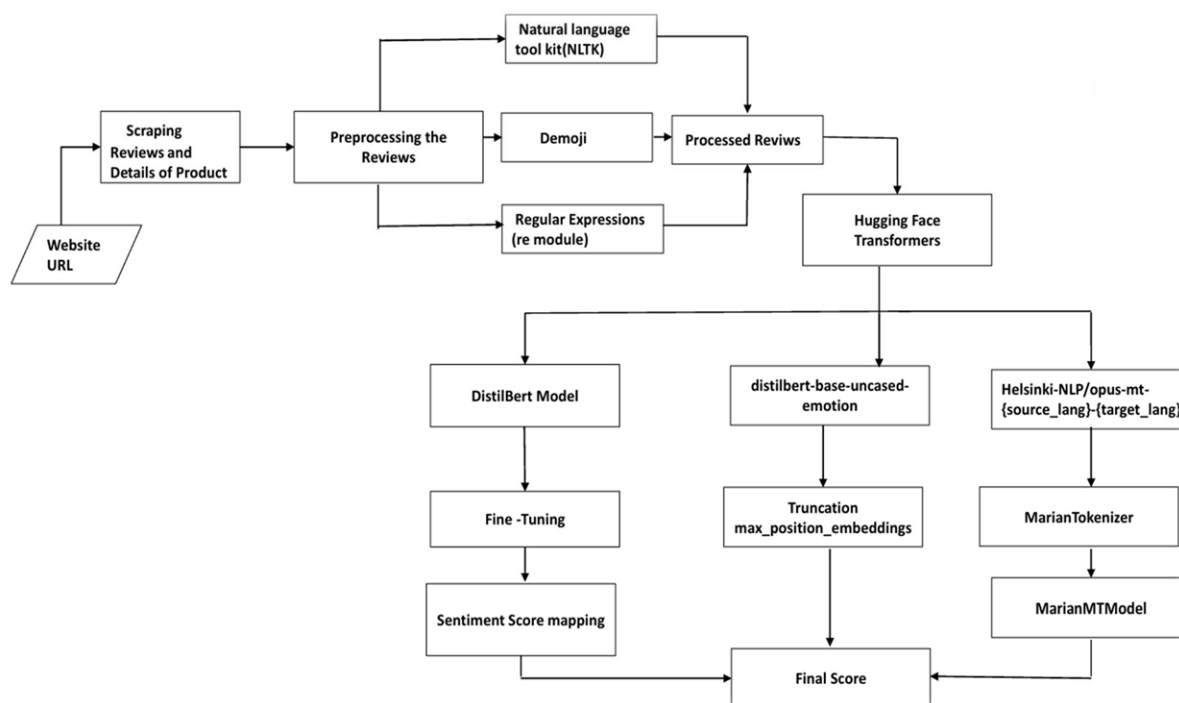 Natural language
tool kit(NLTK)
Scraping
Reviews and
Details of Product
Preprocessing the
Reviews
Demoji
Processed Reviws
Regular Expressions
(re module)
Website
URL
Hugging Face
Transformers
DistilBert Model
distilbert-base-uncased-
emotion
Helsinki-NLP/opus-mt-
{source_lang}-{target_lang}
Fine -Tuning
Truncation
max_position_embeddings
MarianTokenizer
Sentiment Score mapping
MarianMTModel
Final Score